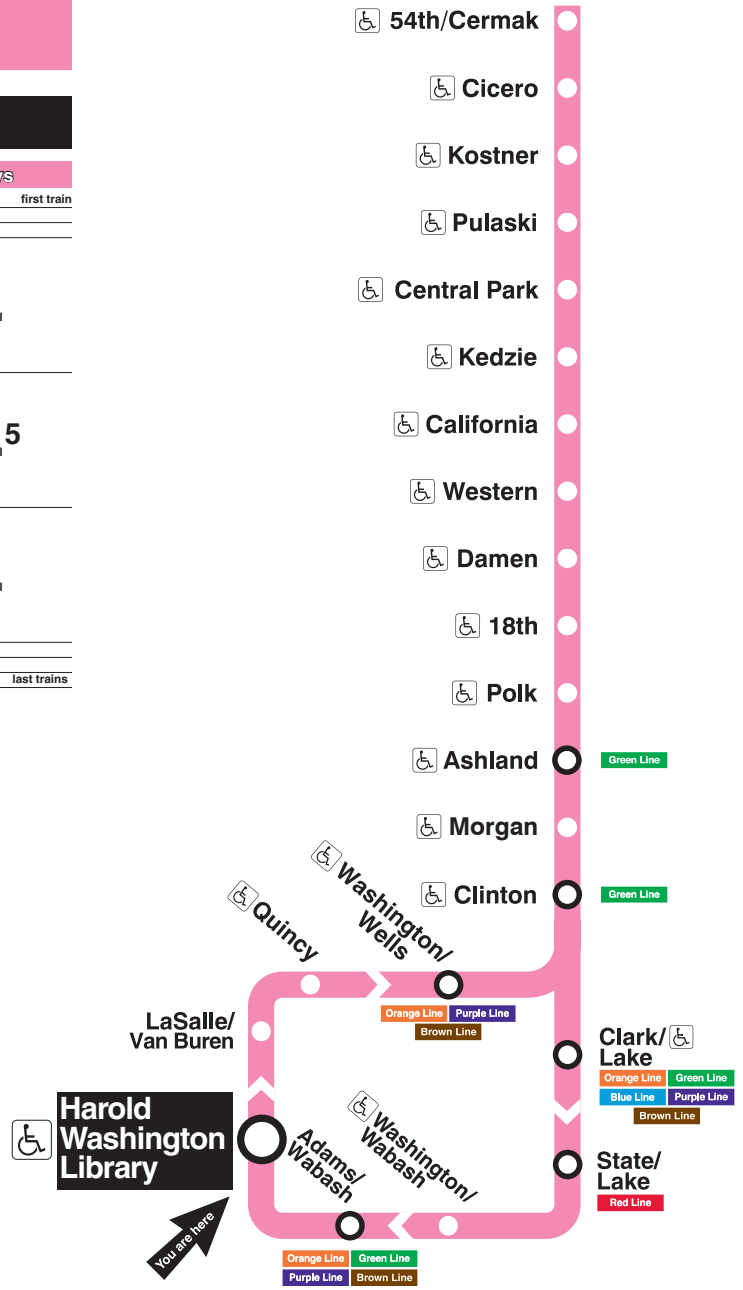 54th/Cermak
Cicero
ys
first train
Kostner
Pulaski
Central Park
Kedzie
California
5
Western
Damen
18th
last trains
Polk
Ashland
Green Line
Morgan
Clinton
Green Line
Washington/
Wells
Quincy
Orange Line Purple Line
Brown Line
LaSalle/
Van Buren
Clark/
Lake
Orange Line Green Line
Blue Line Purple Line
Brown Line
Harold
Washington
Library
Adams/
Wabash
Washington/
Wabash
State/
Lake
Red Line
You are here
Orange Line Green Line
Purple Line Brown Line